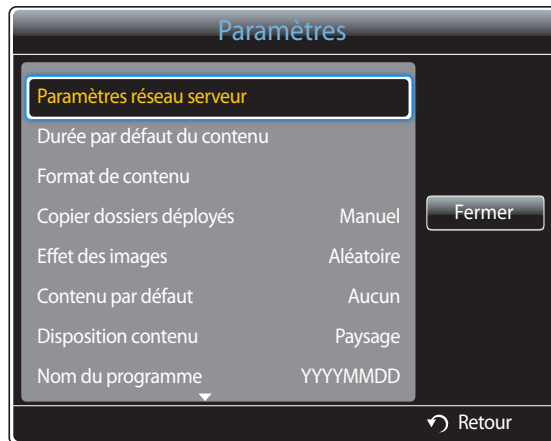 Paramètres
Paramètres réseau serveur
Durée par défaut du contenu
Format de contenu
Copier dossiers déployés Manuel
Effet des images Aléatoire
Contenu par défaut Aucun
Disposition contenu Paysage
Nom du programme YYYYMMDD
Fermer
Retour